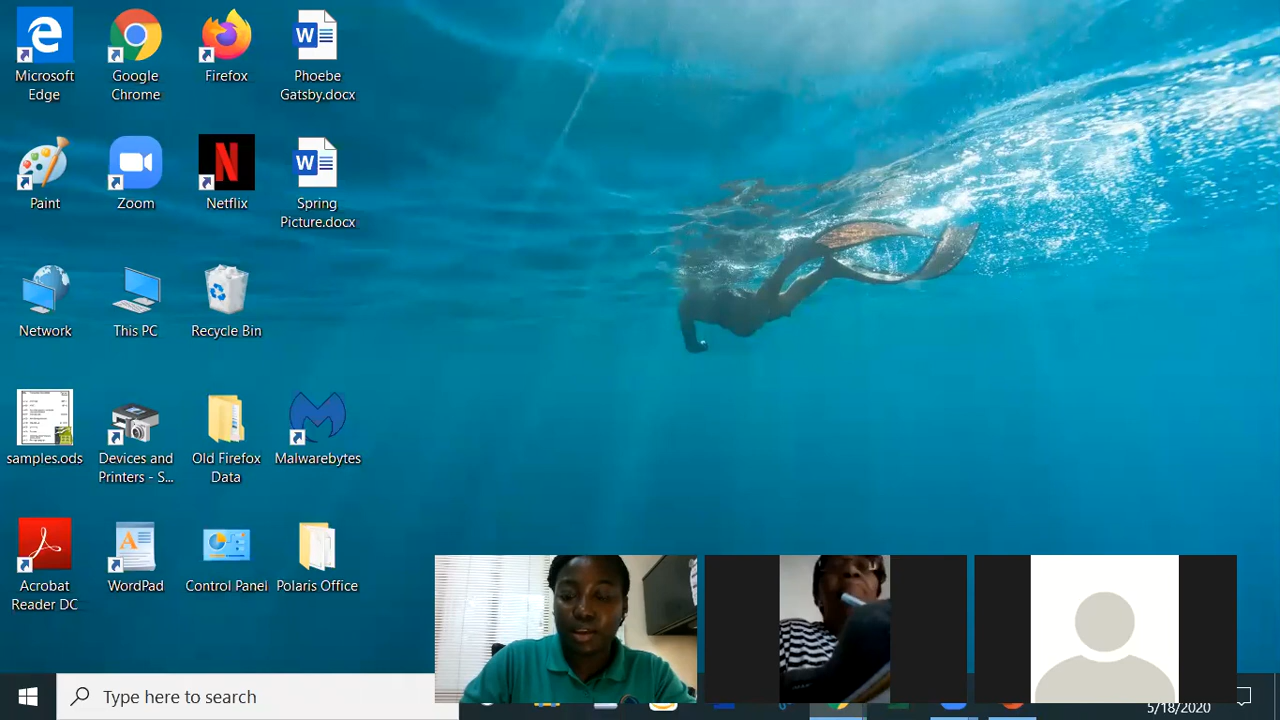 Microsoft
Edge
Google
Chrome
Firefox
Phoebe
Gatsby.docx
Paint
Zoom
Netflix
Spring
Picture.docx
Network
This PC
Recycle Bin
samples.ods
Devices and
Printers - S...
Old Firefox
Data
Malwarebytes
Acrobat
Reader DC
WordPad
Control Panel
Polaris Office
Type here to search
5/18/2020